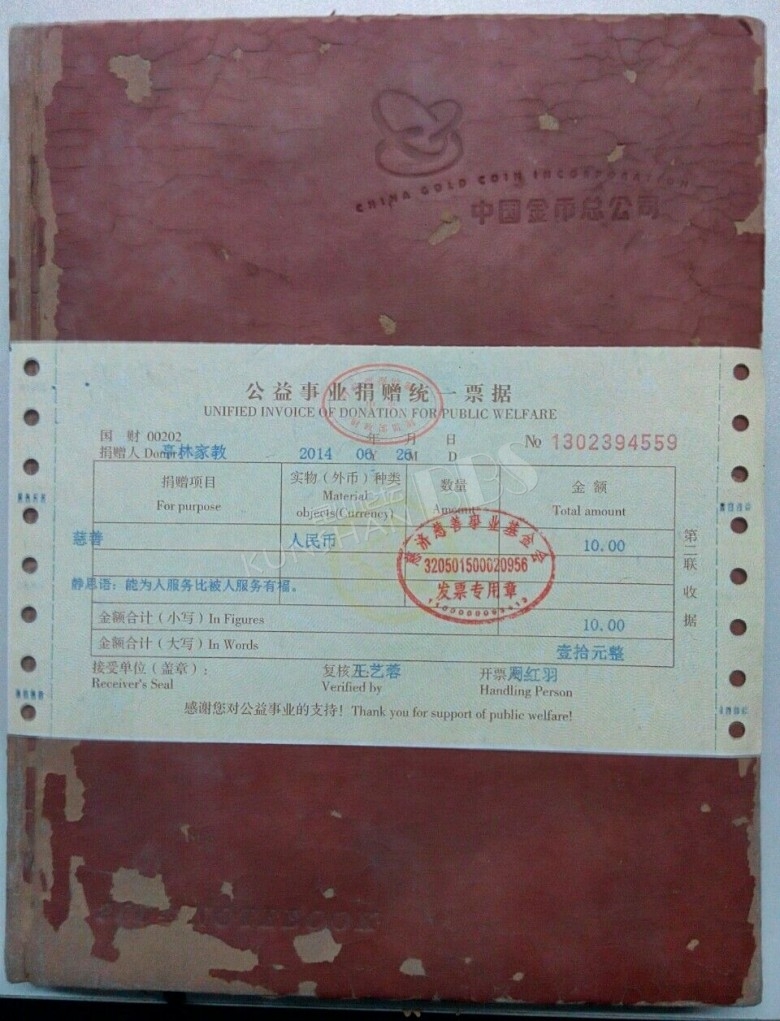 CHINA GOLD COIN INCORPORATION
中国金币总公司
公益事业捐赠统一票据
UNIFIED INVOICE OF DONATION FOR PUBLIC WELFARE
国 财 00202 年 月 日 No 1302394559
捐赠人 Donor 亭林家教 2014 06 26 Y M D
捐赠项目 实物（外币）种类 数量 金 额
For purpose Material objects(Currency) Amount Total amount
慈善 人民币 10.00
320501500020956
发票专用章
静思语：能为人服务比被人服务有福。
金额合计（小写）In Figures 10.00
金额合计（大写）In Words 壹拾元整
接受单位（盖章）： 复核 王艺蓉 开票 周红羽
Receiver's Seal Verified by Handling Person
感谢您对公益事业的支持！Thank you for support of public welfare!
第二联 收据
KUNSHAN BBS